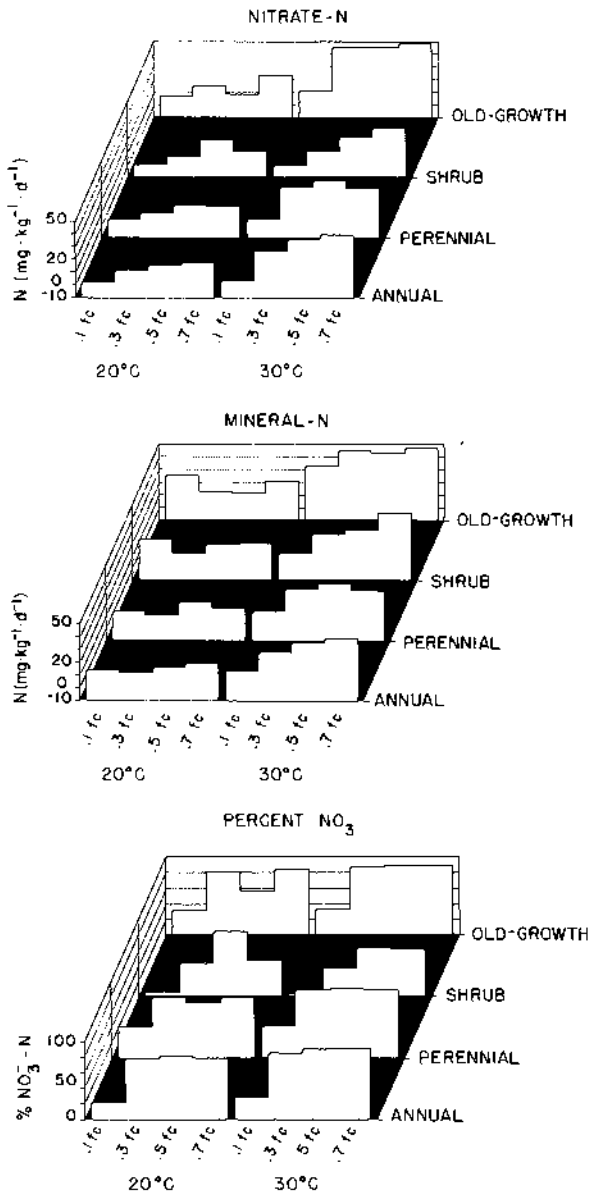 NITRATE-N
OLD-GROWTH
SHRUB
PERENNIAL
ANNUAL
N [mg·kg⁻¹·d⁻¹]
50
20
0
-10
.1 fc
.3 fc
.5 fc
.7 fc
.1 fc
.3 fc
.5 fc
.7 fc
20°C
30°C
MINERAL-N
OLD-GROWTH
SHRUB
PERENNIAL
ANNUAL
N [mg·kg⁻¹·d⁻¹]
50
20
0
-10
.1 fc
.3 fc
.5 fc
.7 fc
.1 fc
.3 fc
.5 fc
.7 fc
20°C
30°C
PERCENT NO₃
OLD-GROWTH
SHRUB
PERENNIAL
ANNUAL
% NO₃⁻-N
100
50
0
.1 fc
.3 fc
.5 fc
.7 fc
.1 fc
.3 fc
.5 fc
.7 fc
20°C
30°C